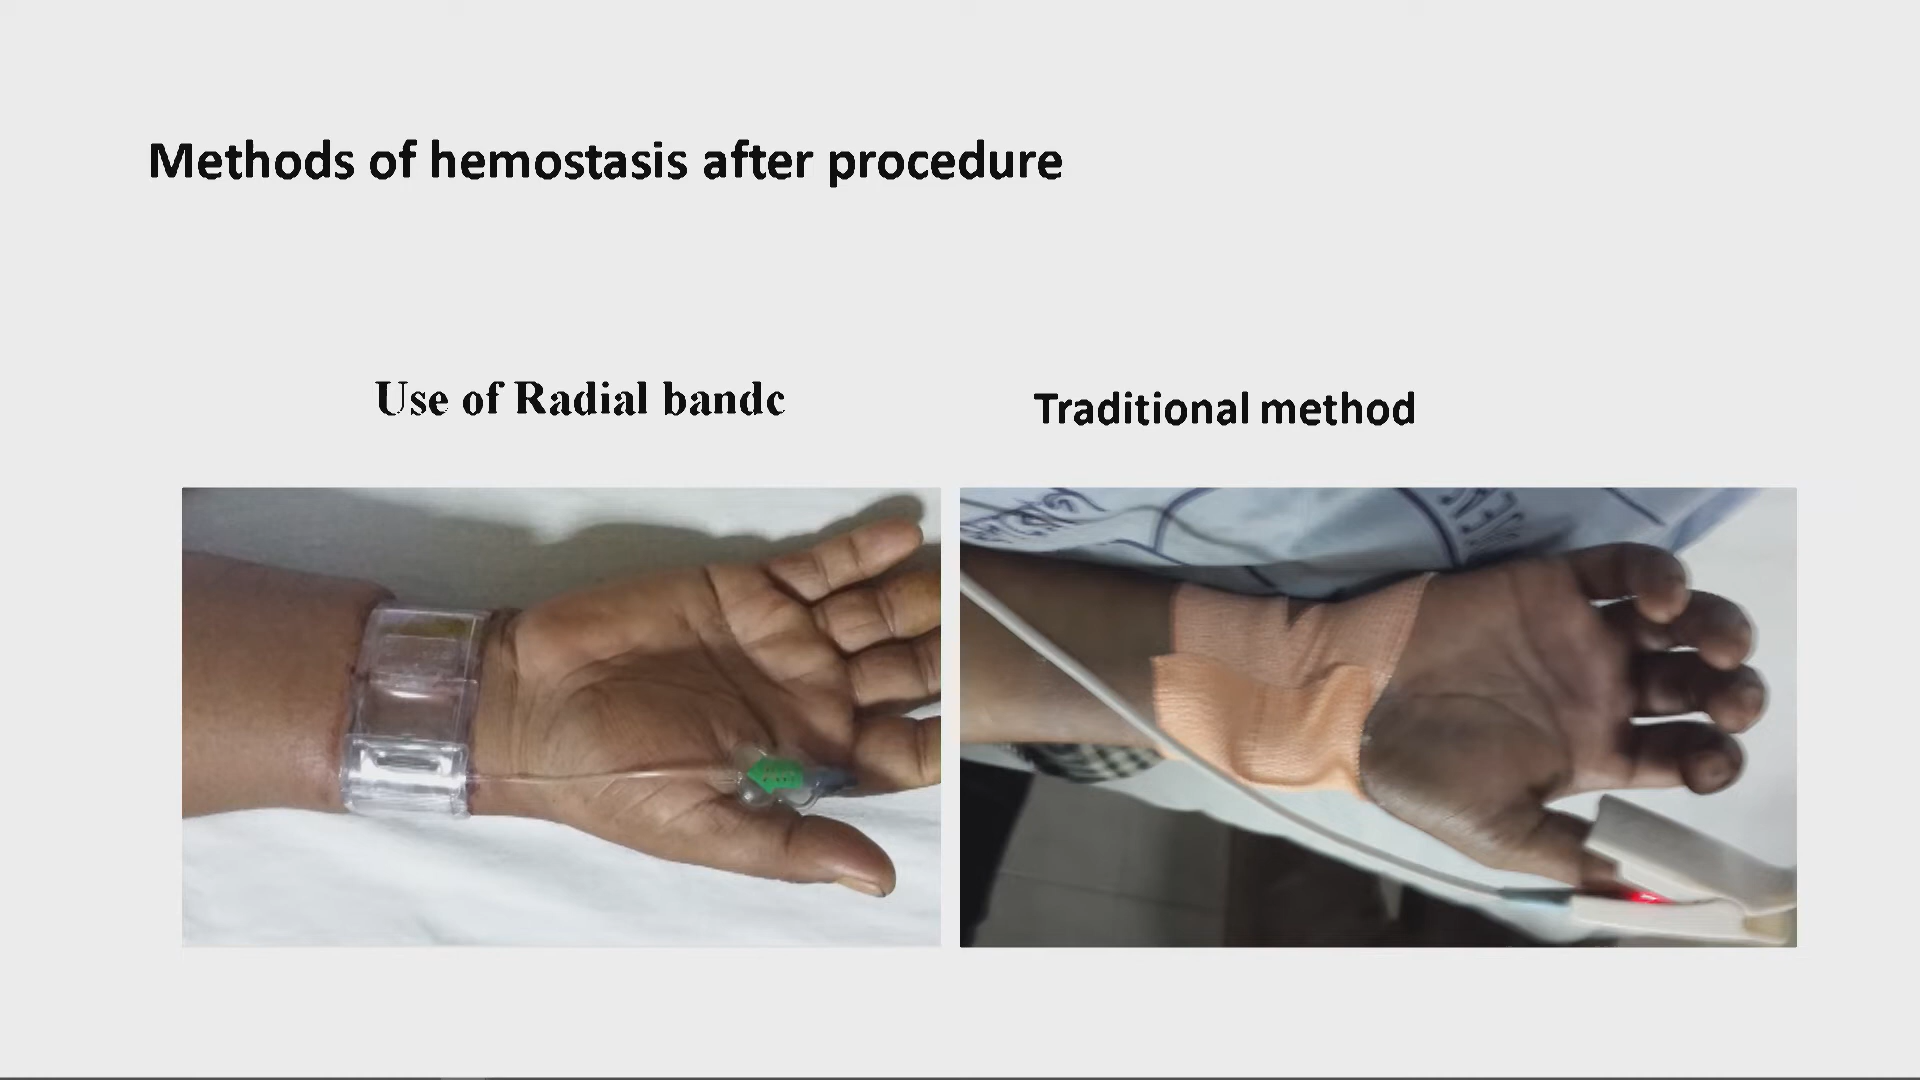 Methods of hemostasis after procedure
Use of Radial bandc
Traditional method